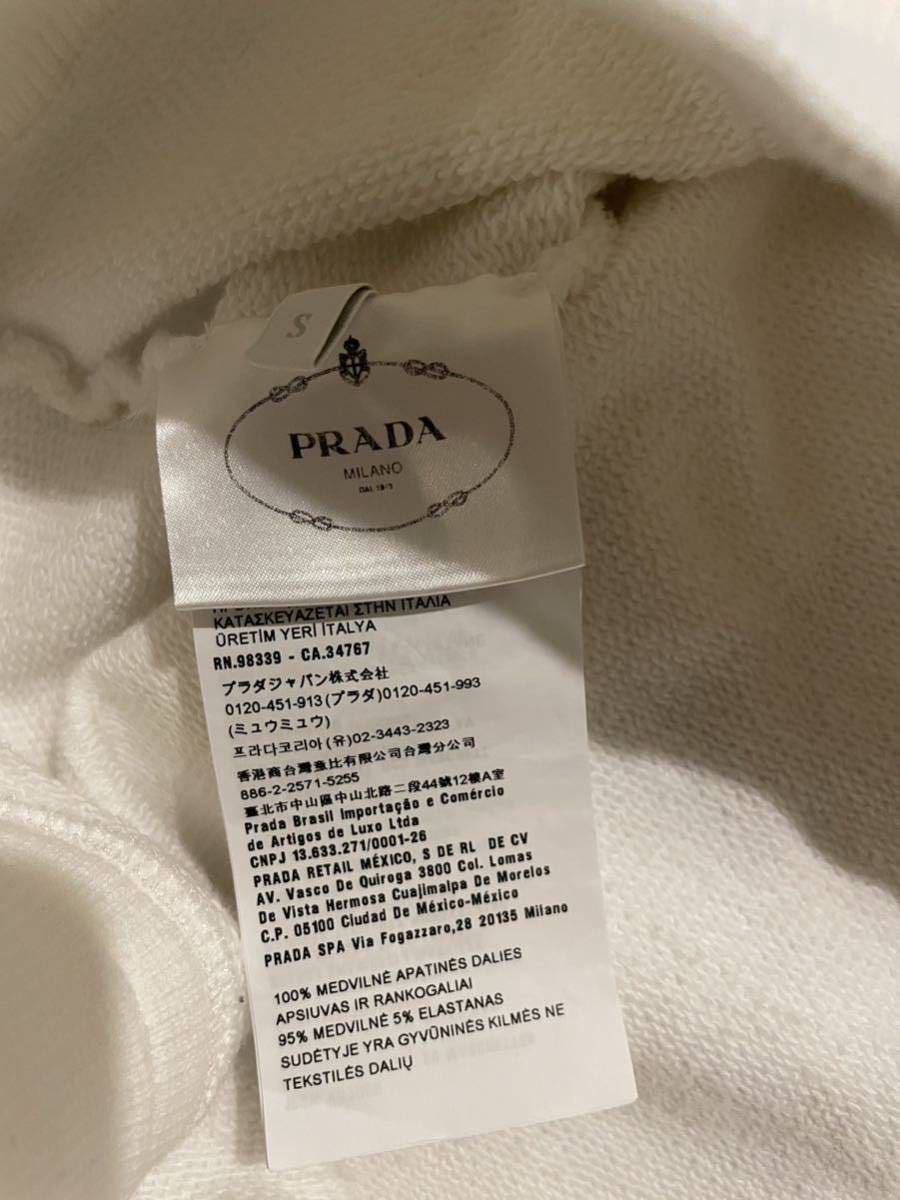 S
PRADA
MILANO
DAL 1913
ΚΑΤΑΣΚΕΥΑΖΕΤΑΙ ΣΤΗΝ ΙΤΑΛΙΑ
ÜRETİM YERİ İTALYA
RN.98339 - CA.34767
プラダジャパン株式会社
0120-451-913(プラダ)0120-451-993
(ミュウミュウ)
프라다코리아(유)02-3443-2323
香港商台灣壹比有限公司台灣分公司
886-2-2571-5255
臺北市中山區中山北路二段44號12樓A室
Prada Brasil Importação e Comércio
de Artigos de Luxo Ltda
CNPJ 13.633.271/0001-26
PRADA RETAIL MÉXICO, S DE RL DE CV
AV. Vasco De Quiroga 3800 Col. Lomas
De Vista Hermosa Cuajimalpa De Morelos
C.P. 05100 Ciudad De México-México
PRADA SPA Via Fogazzaro,28 20135 Milano
100% MEDVILNĖ APATINĖS DALIES
APSIUVAS IR RANKOGALIAI
95% MEDVILNĖ 5% ELASTANAS
SUDĖTYJE YRA GYVŪNINĖS KILMĖS NE
TEKSTILĖS DALIŲ